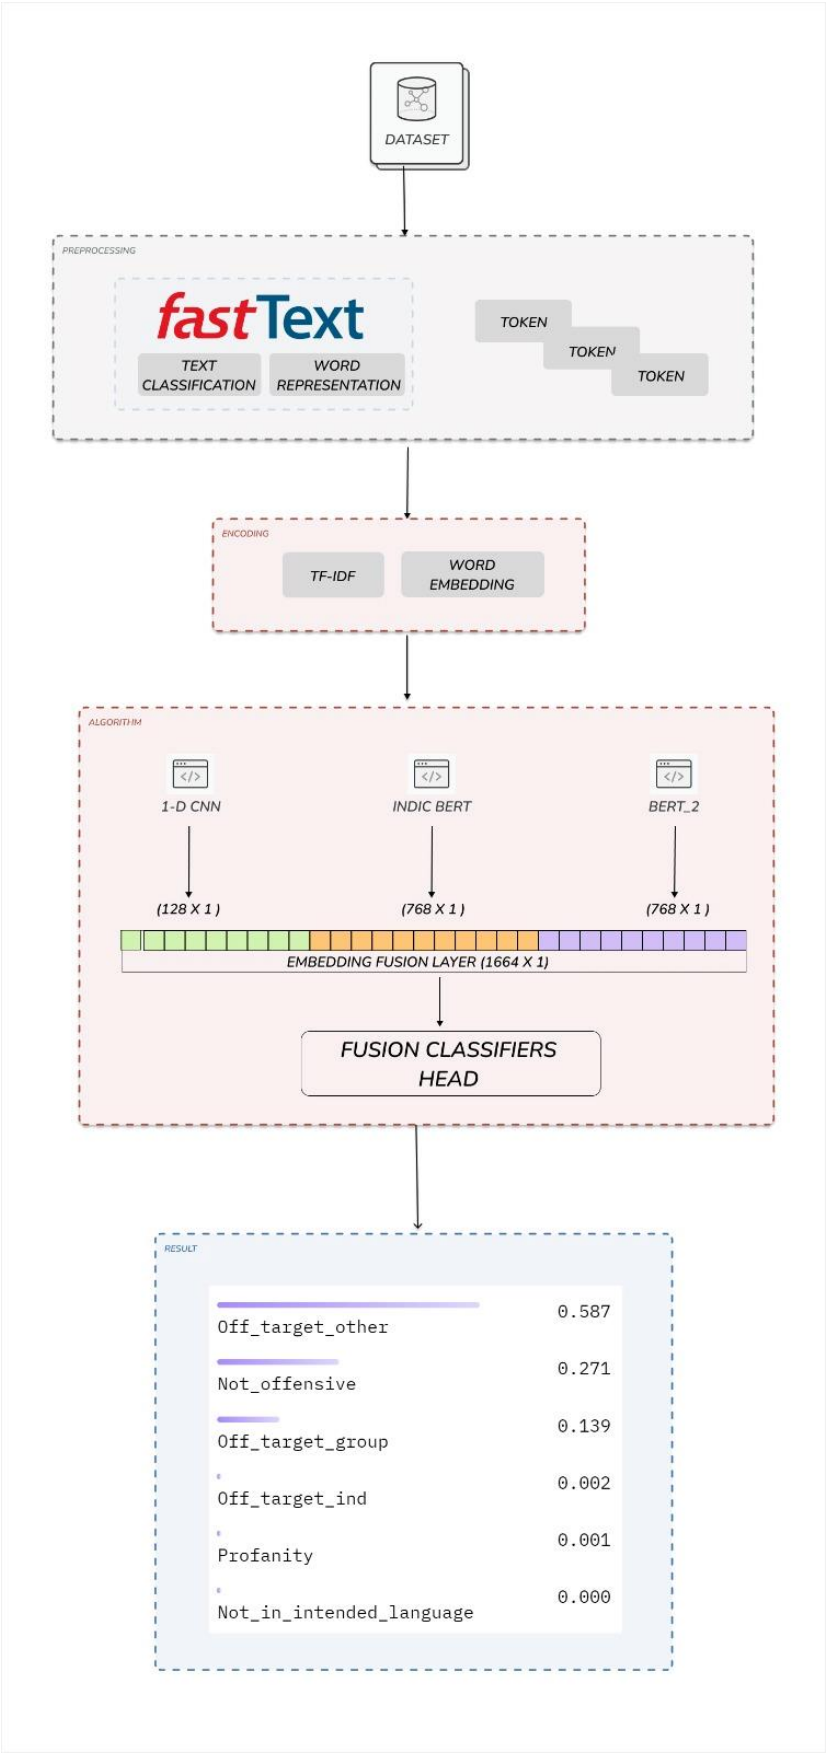 DATASET
PREPROCESSING
fastText
TEXT
CLASSIFICATION
WORD
REPRESENTATION
TOKEN
TOKEN
TOKEN
ENCODING
TF-IDF
WORD
EMBEDDING
ALGORITHM
1-D CNN
INDIC BERT
BERT_2
(128 X 1 )
(768 X 1 )
(768 X 1 )
EMBEDDING FUSION LAYER (1664 X 1)
FUSION CLASSIFIERS
HEAD
RESULT
Off_target_other 0.587
Not_offensive 0.271
Off_target_group 0.139
Off_target_ind 0.002
Profanity 0.001
Not_in_intended_language 0.000